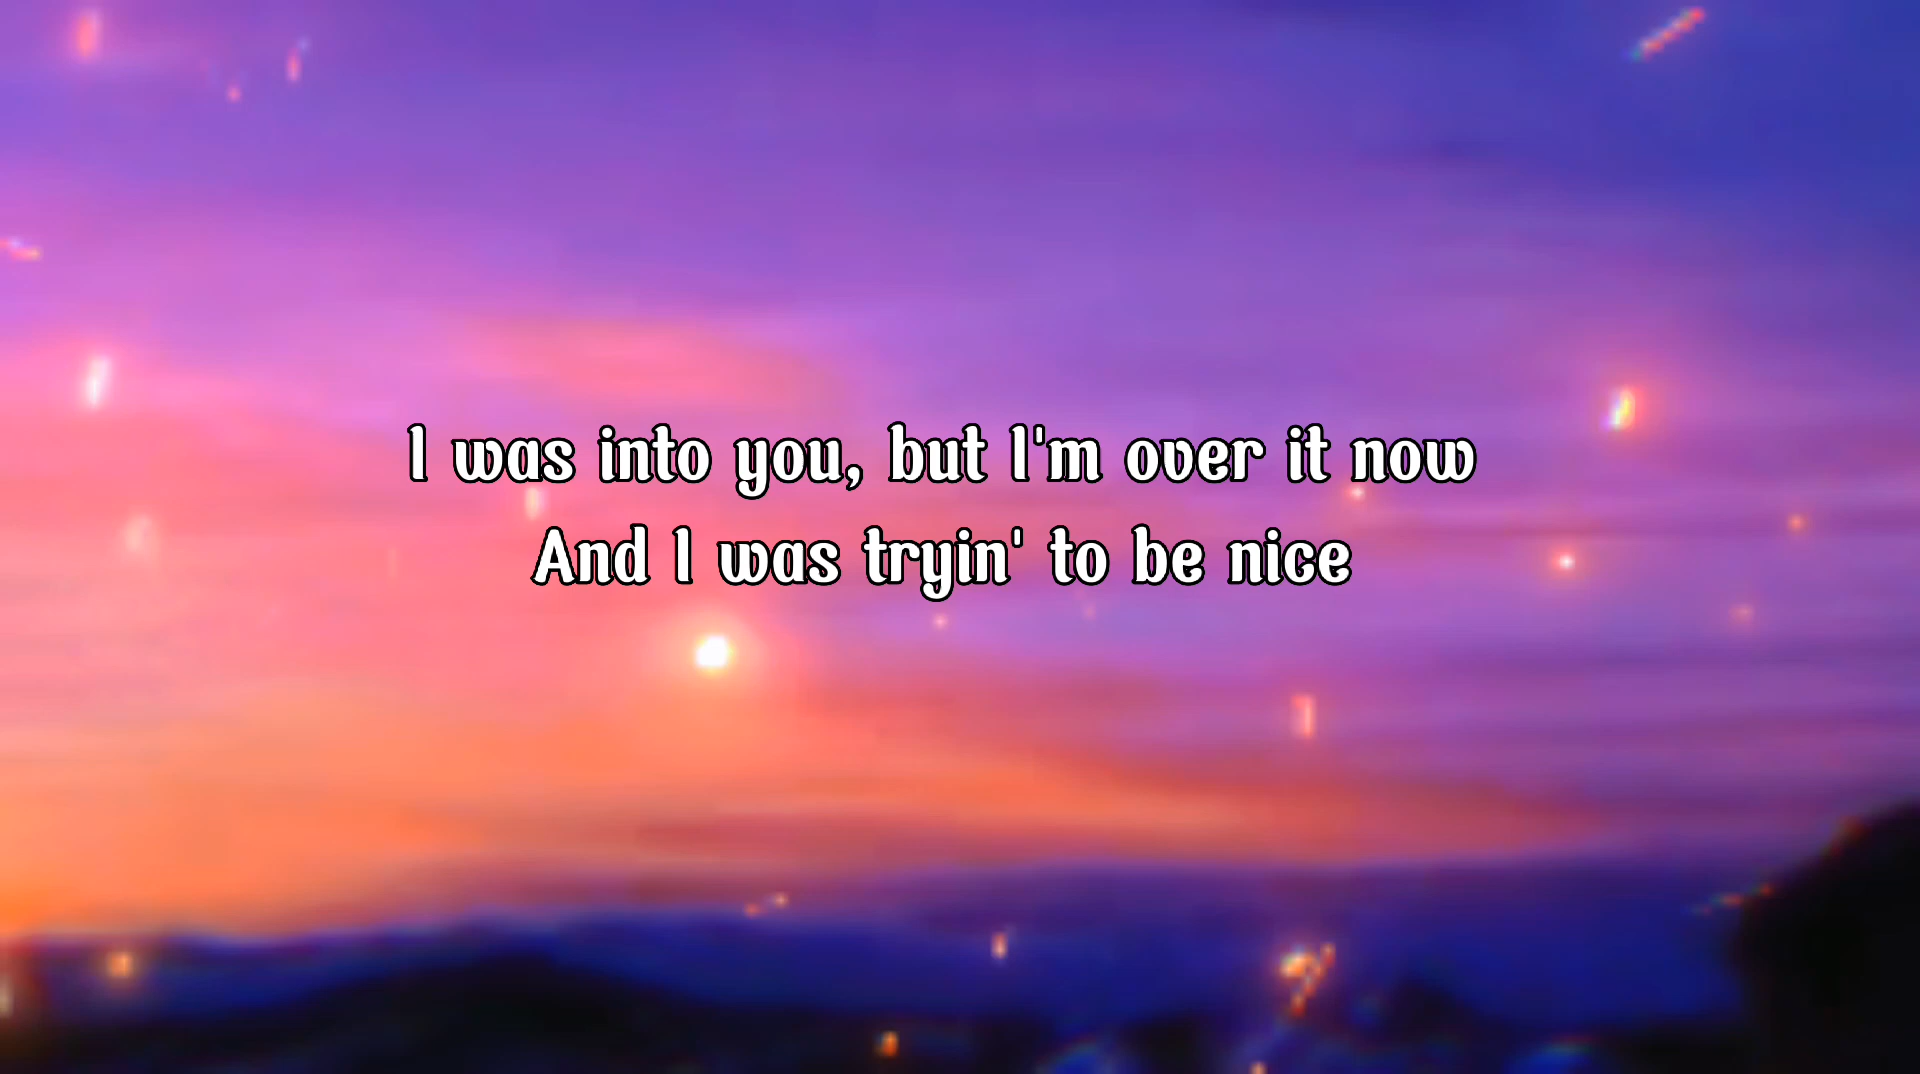 I was into you, but I'm over it now
And I was tryin' to be nice